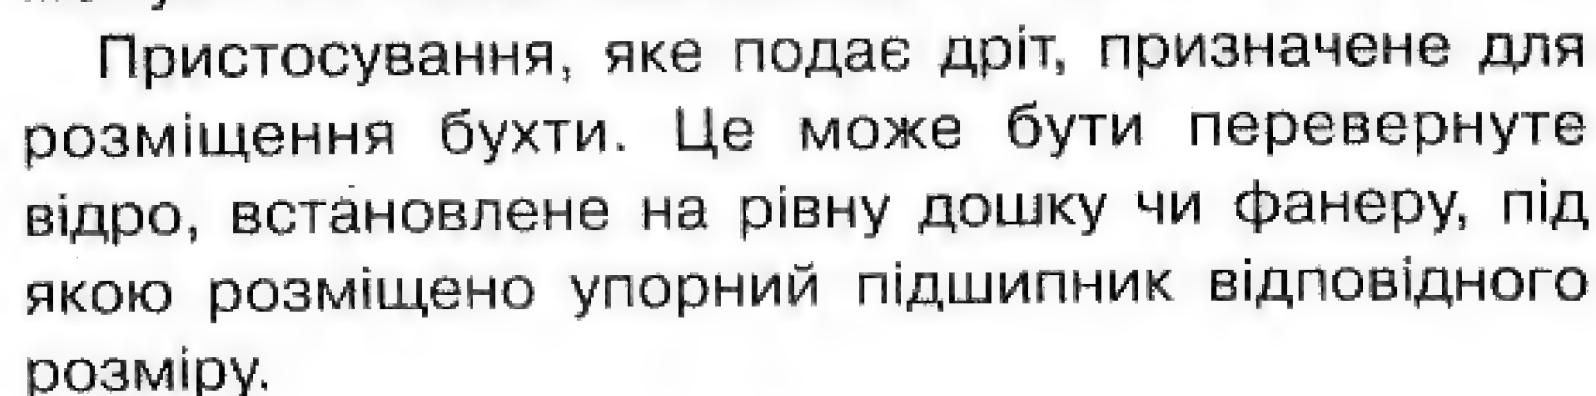 Пристосування, яке подає дріт, призначене для
розміщення бухти. Це може бути перевернуте
відро, встановлене на рівну дошку чи фанеру, під
якою розміщено упорний підшипник відповідного
розміру.